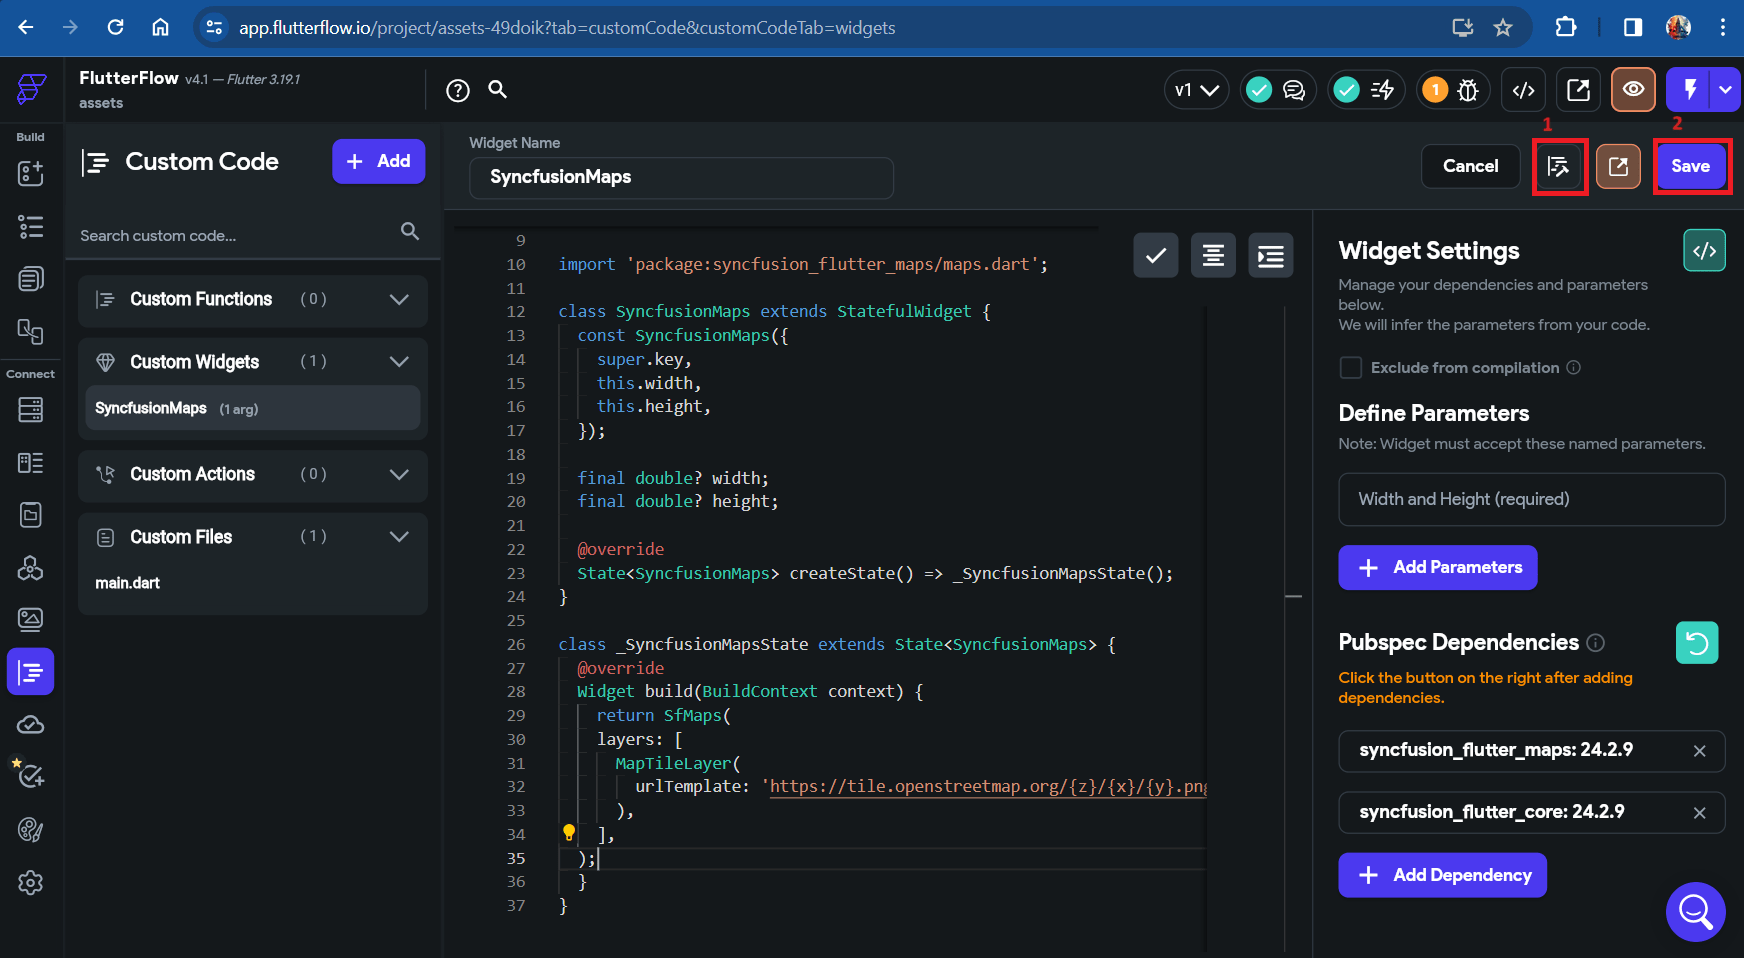 app.flutterflow.io/project/assets-49doik?tab=customCode&customCodeTab=widgets
FlutterFlow v4.1 — Flutter 3.19.1
assets
v1
1
1
2
Build
Connect
Custom Code
+ Add
Search custom code...
Custom Functions ( 0 )
Custom Widgets ( 1 )
SyncfusionMaps (1 arg)
Custom Actions ( 0 )
Custom Files ( 1 )
main.dart
Widget Name
SyncfusionMaps
Cancel
Save
9
10 import 'package:syncfusion_flutter_maps/maps.dart';
11
12 class SyncfusionMaps extends StatefulWidget {
13 const SyncfusionMaps({
14 super.key,
15 this.width,
16 this.height,
17 });
18
19 final double? width;
20 final double? height;
21
22 @override
23 State<SyncfusionMaps> createState() => _SyncfusionMapsState();
24 }
25
26 class _SyncfusionMapsState extends State<SyncfusionMaps> {
27 @override
28 Widget build(BuildContext context) {
29 return SfMaps(
30 layers: [
31 MapTileLayer(
32 urlTemplate: 'https://tile.openstreetmap.org/{z}/{x}/{y}.png
33 ),
34 ],
35 );
36 }
37 }
Widget Settings
Manage your dependencies and parameters
below.
We will infer the parameters from your code.
Exclude from compilation
Define Parameters
Note: Widget must accept these named parameters.
Width and Height (required)
+ Add Parameters
Pubspec Dependencies
Click the button on the right after adding
dependencies.
syncfusion_flutter_maps: 24.2.9
syncfusion_flutter_core: 24.2.9
+ Add Dependency